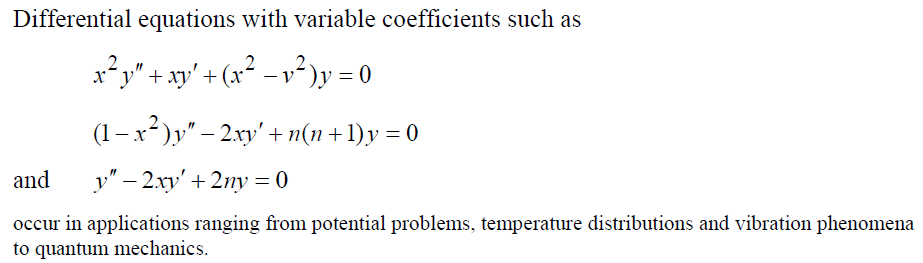 Differential equations with variable coefficients such as
x²y″ + xy′ + (x² − v²)y = 0
(1 − x²)y″ − 2xy′ + n(n + 1)y = 0
and y″ − 2xy′ + 2ny = 0
occur in applications ranging from potential problems, temperature distributions and vibration phenomena
to quantum mechanics.